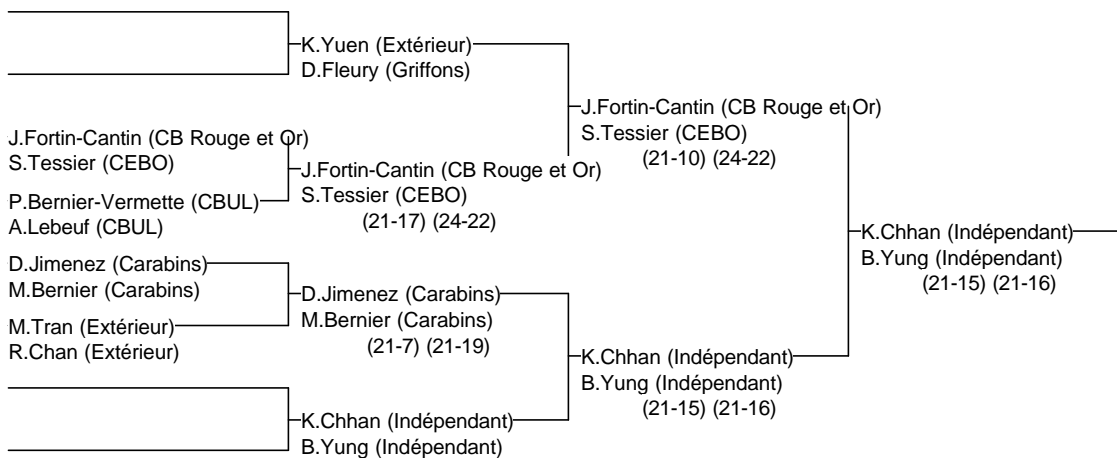 K.Yuen (Extérieur)
D.Fleury (Griffons)
J.Fortin-Cantin (CB Rouge et Or)
S.Tessier (CEBO)
(21-10) (24-22)
J.Fortin-Cantin (CB Rouge et Or)
S.Tessier (CEBO)
J.Fortin-Cantin (CB Rouge et Or)
S.Tessier (CEBO)
(21-17) (24-22)
P.Bernier-Vermette (CBUL)
A.Lebeuf (CBUL)
K.Chhan (Indépendant)
B.Yung (Indépendant)
(21-15) (21-16)
D.Jimenez (Carabins)
M.Bernier (Carabins)
D.Jimenez (Carabins)
M.Bernier (Carabins)
(21-7) (21-19)
M.Tran (Extérieur)
R.Chan (Extérieur)
K.Chhan (Indépendant)
B.Yung (Indépendant)
(21-15) (21-16)
K.Chhan (Indépendant)
B.Yung (Indépendant)